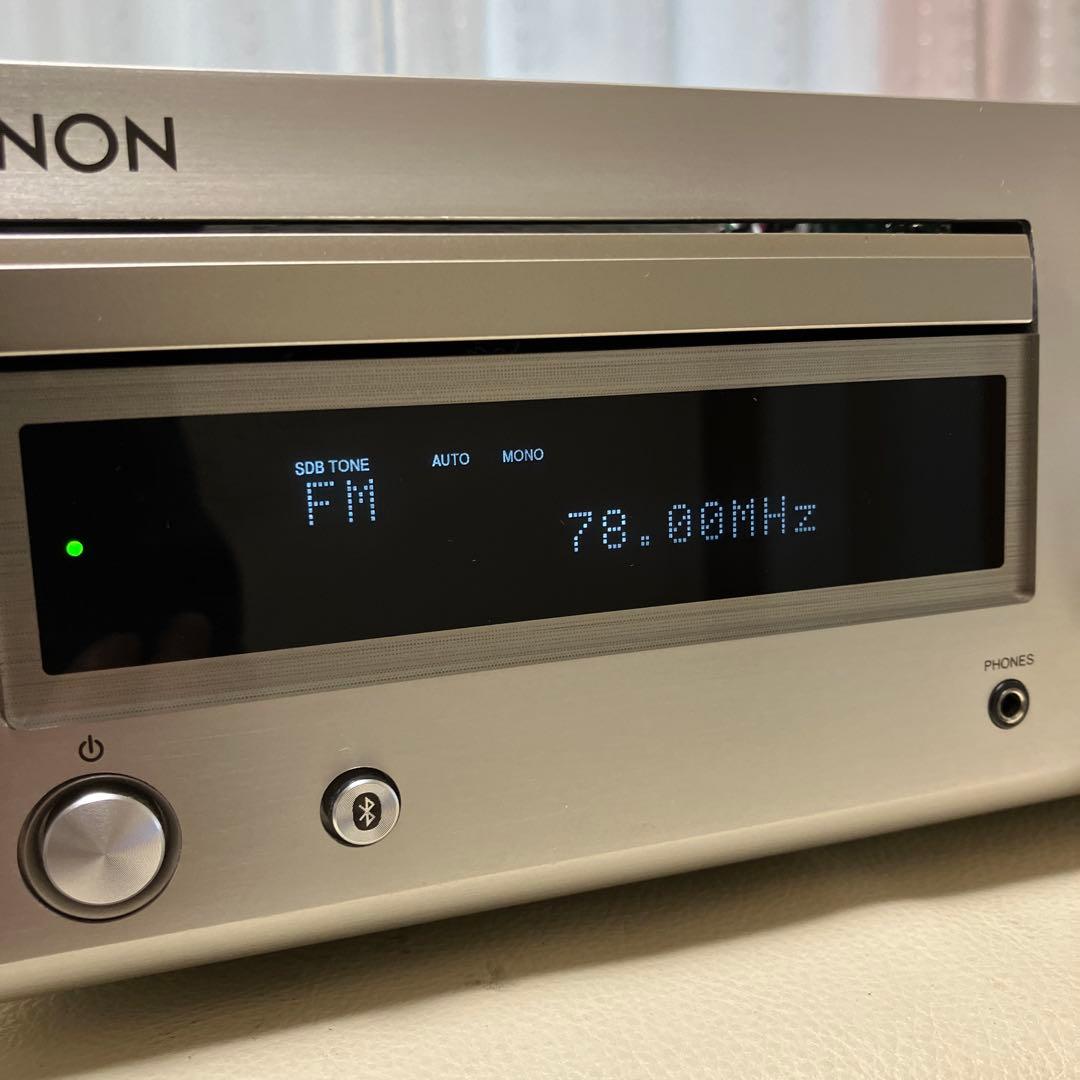 NON
SDB TONE AUTO MONO
FM 78.00MHz
PHONES